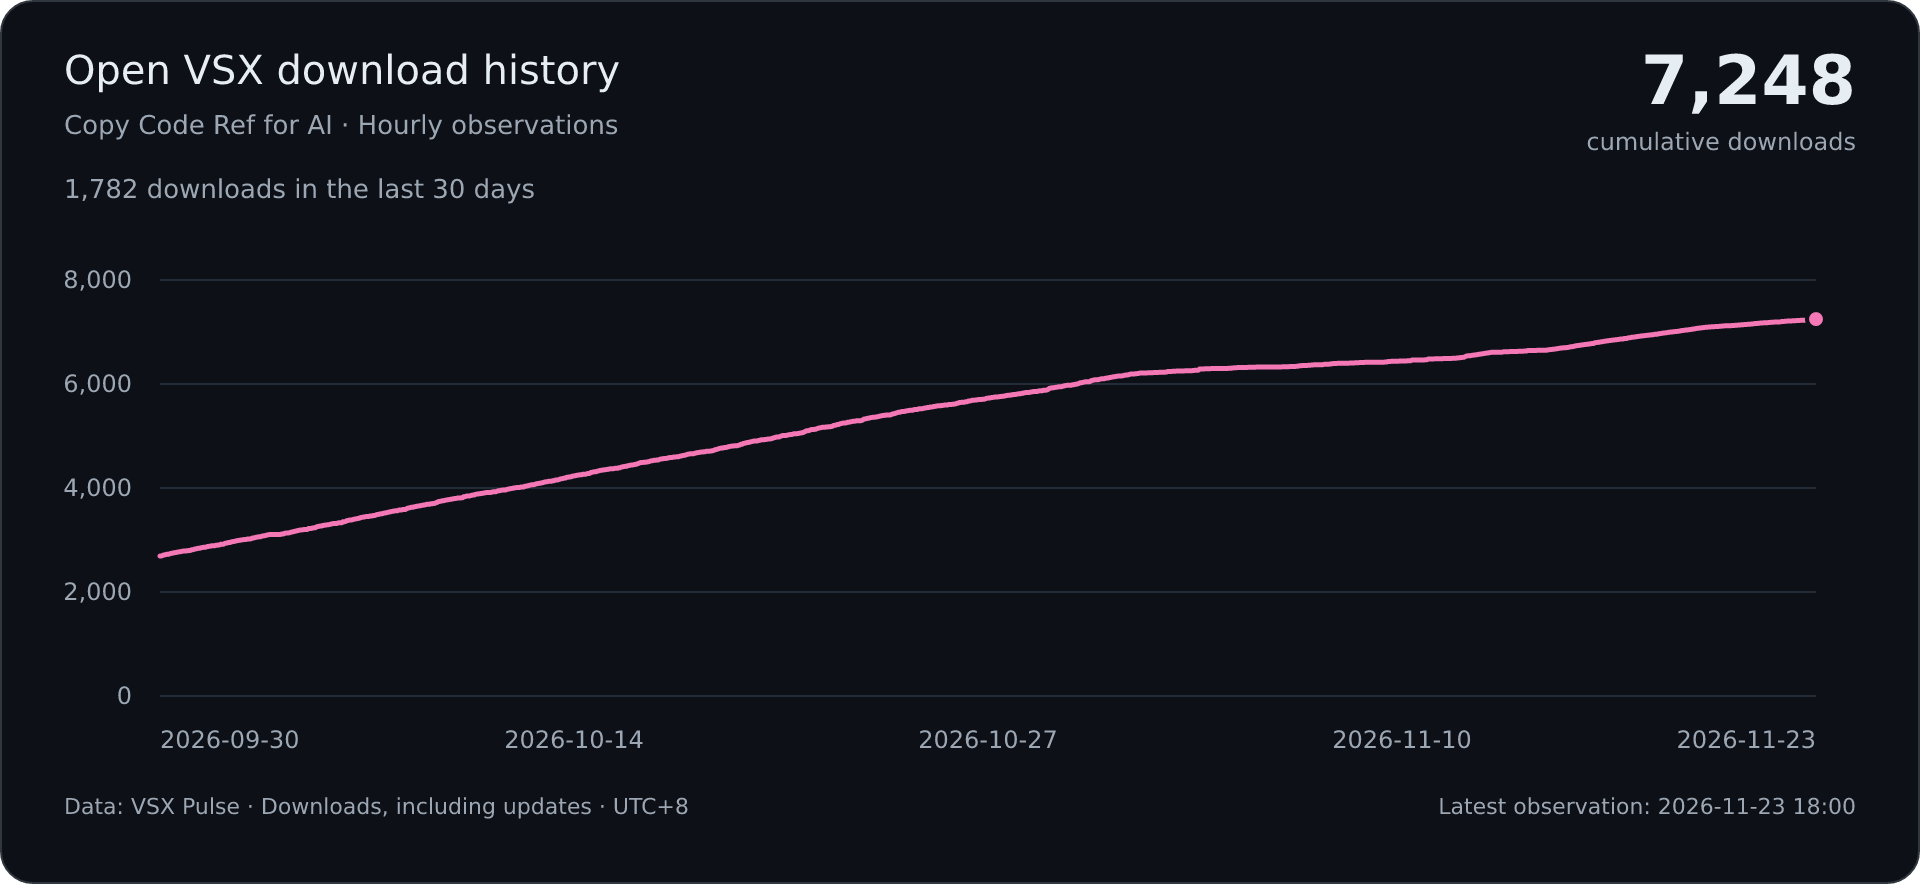 Open VSX download history
Copy Code Ref for AI · Hourly observations
1,782 downloads in the last 30 days
7,248
cumulative downloads
8,000
6,000
4,000
2,000
0
2026-09-30
2026-10-14
2026-10-27
2026-11-10
2026-11-23
Data: VSX Pulse · Downloads, including updates · UTC+8
Latest observation: 2026-11-23 18:00